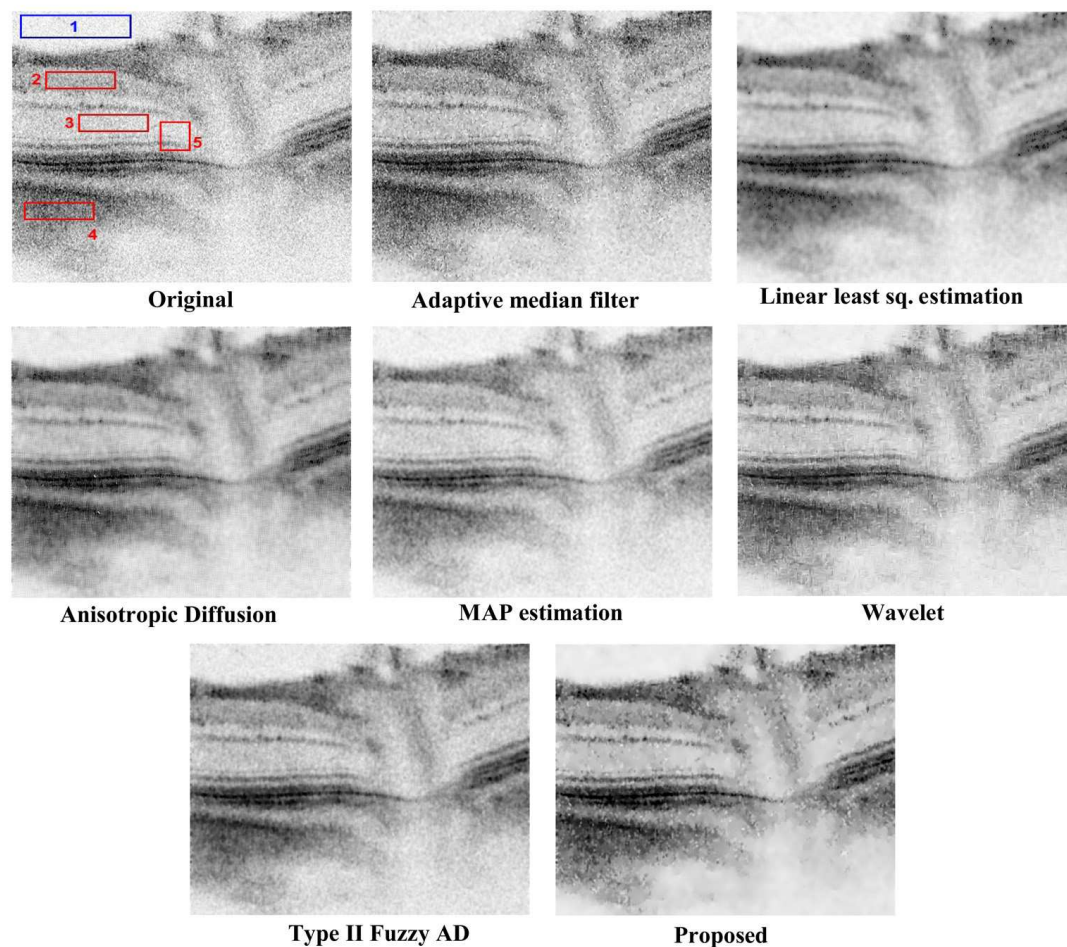 1
2
3
5
4
Original
Adaptive median filter
Linear least sq. estimation
Anisotropic Diffusion
MAP estimation
Wavelet
Type II Fuzzy AD
Proposed